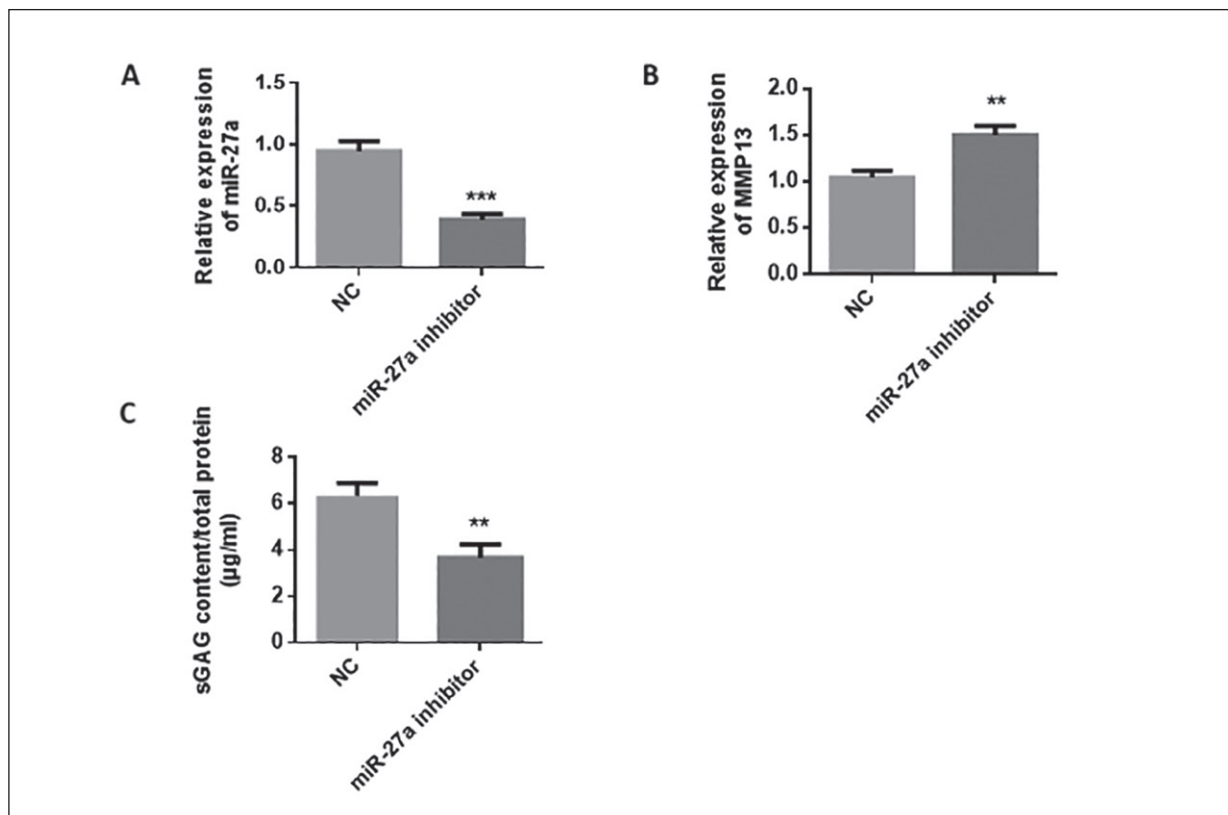 A
Relative expression
of miR-27a
1.5
1.0
0.5
0.0
***
NC
miR-27a inhibitor
B
Relative expression
of MMP13
2.0
1.5
1.0
0.5
0.0
**
NC
miR-27a inhibitor
C
sGAG content/total protein
(μg/ml)
8
6
4
2
0
**
NC
miR-27a inhibitor